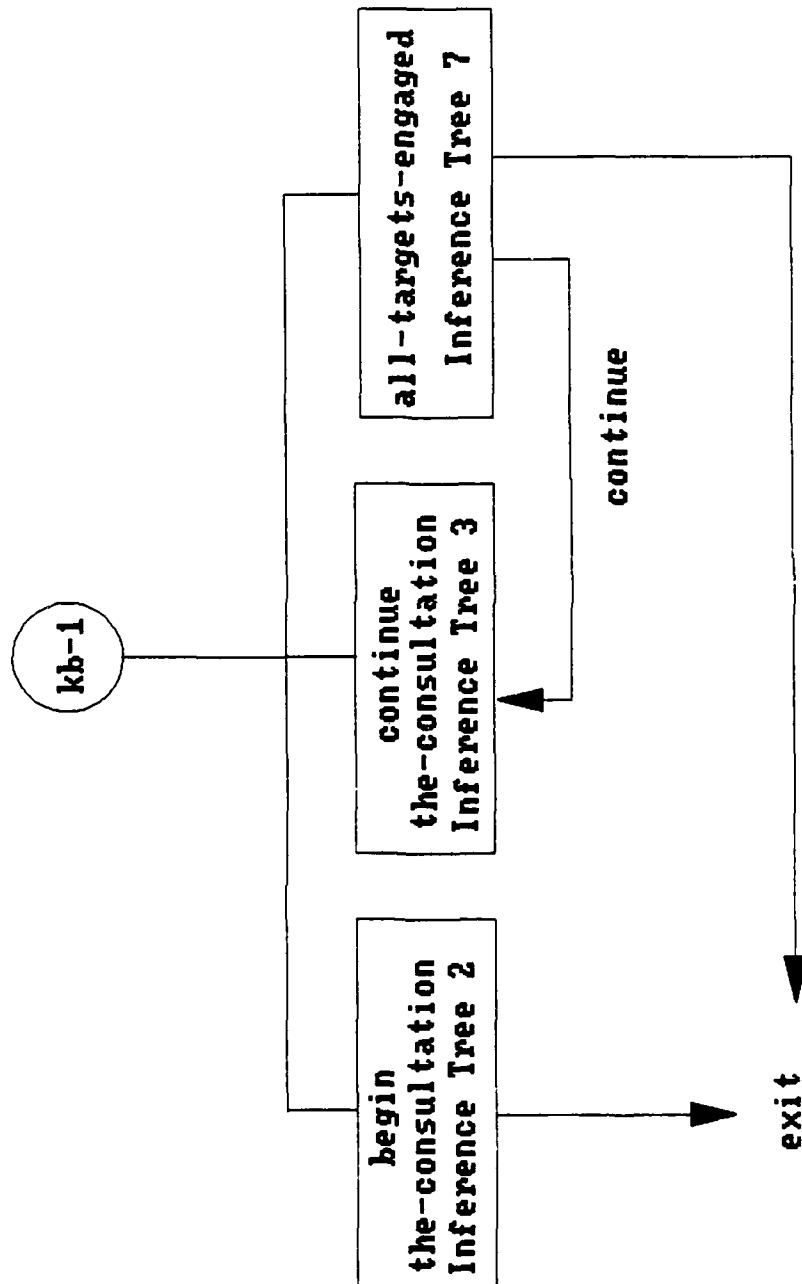 kb-1
begin
the-consultation
Inference Tree 2
continue
the-consultation
Inference Tree 3
all-targets-engaged
Inference Tree 7
continue
exit